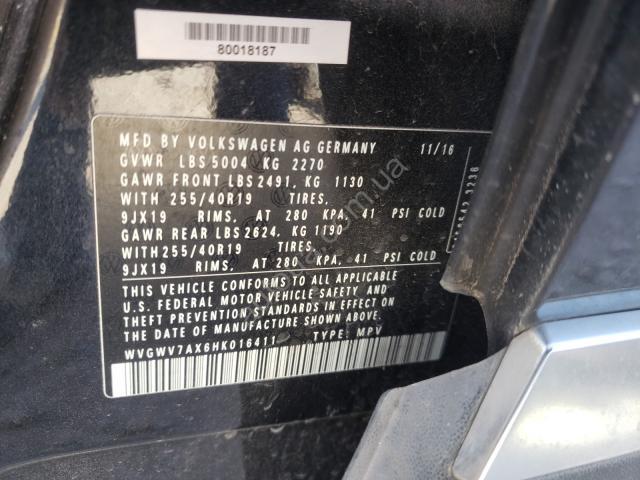 80018187
MFD BY VOLKSWAGEN AG GERMANY 11/16
GVWR LBS 5004 KG 2270
GAWR FRONT LBS 2491, KG 1130
WITH 255/40R19 TIRES,
9JX19 RIMS, AT 280 KPA, 41 PSI COLD
GAWR REAR LBS 2624, KG 1190
WITH 255/40R19 TIRES,
9JX19 RIMS, AT 280 KPA, 41 PSI COLD
THIS VEHICLE CONFORMS TO ALL APPLICABLE
U.S. FEDERAL MOTOR VEHICLE SAFETY AND
THEFT PREVENTION STANDARDS IN EFFECT ON
THE DATE OF MANUFACTURE SHOWN ABOVE.
WVGWV7AX6HK016411 TYPE: MPV